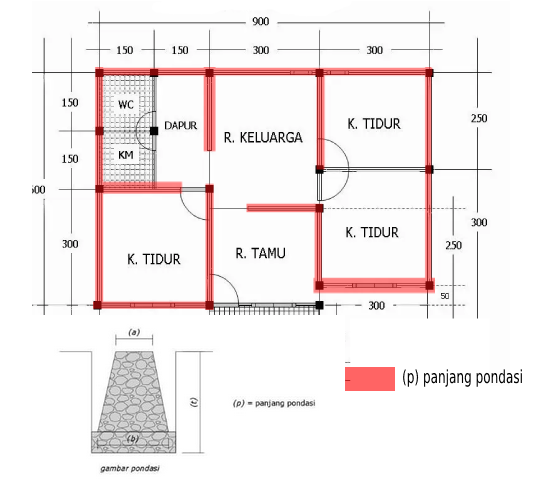 900
150 150 300 300
150
WC
DAPUR
R. KELUARGA
K. TIDUR
250
150
KM
300
K. TIDUR
R. TAMU
K. TIDUR
300
250
50
300
(a)
(p) panjang pondasi
(t)
(p) = panjang pondasi
(b)
gambar pondasi